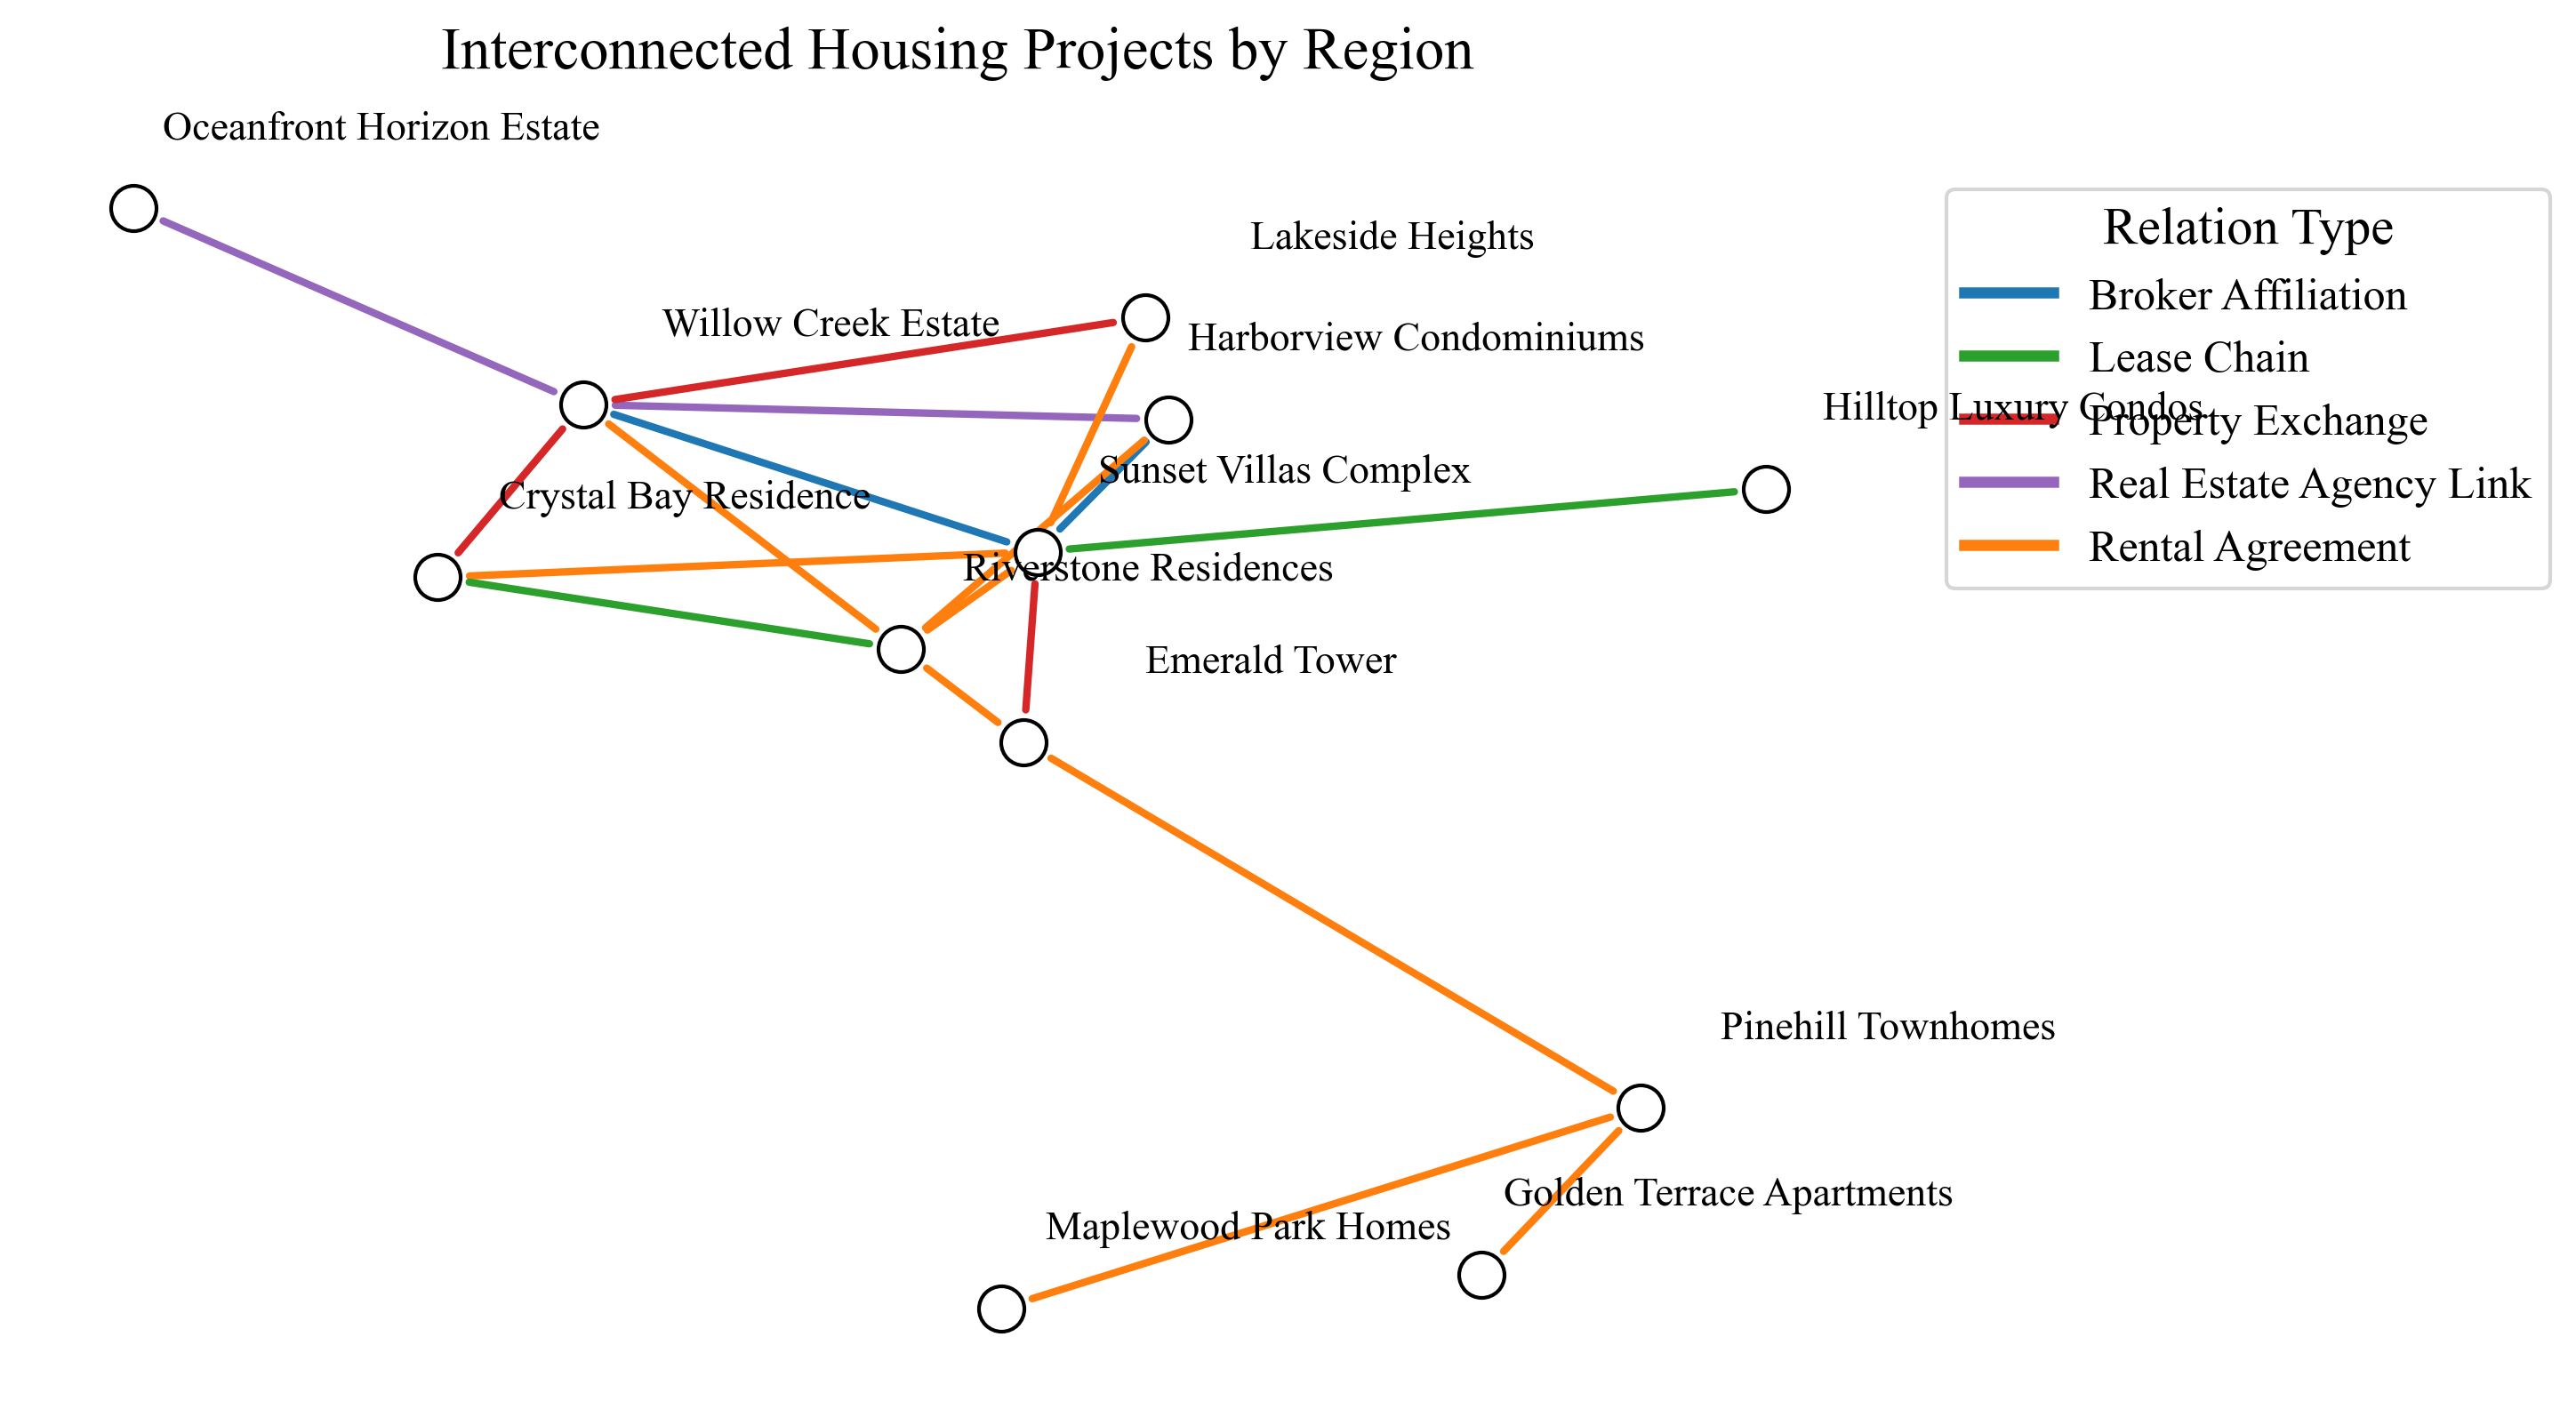 Interconnected Housing Projects by Region
Oceanfront Horizon Estate
Lakeside Heights
Willow Creek Estate
Harborview Condominiums
Hilltop Luxury Condos
Sunset Villas Complex
Crystal Bay Residence
Riverstone Residences
Emerald Tower
Pinehill Townhomes
Golden Terrace Apartments
Maplewood Park Homes
Relation Type
Broker Affiliation
Lease Chain
Property Exchange
Real Estate Agency Link
Rental Agreement